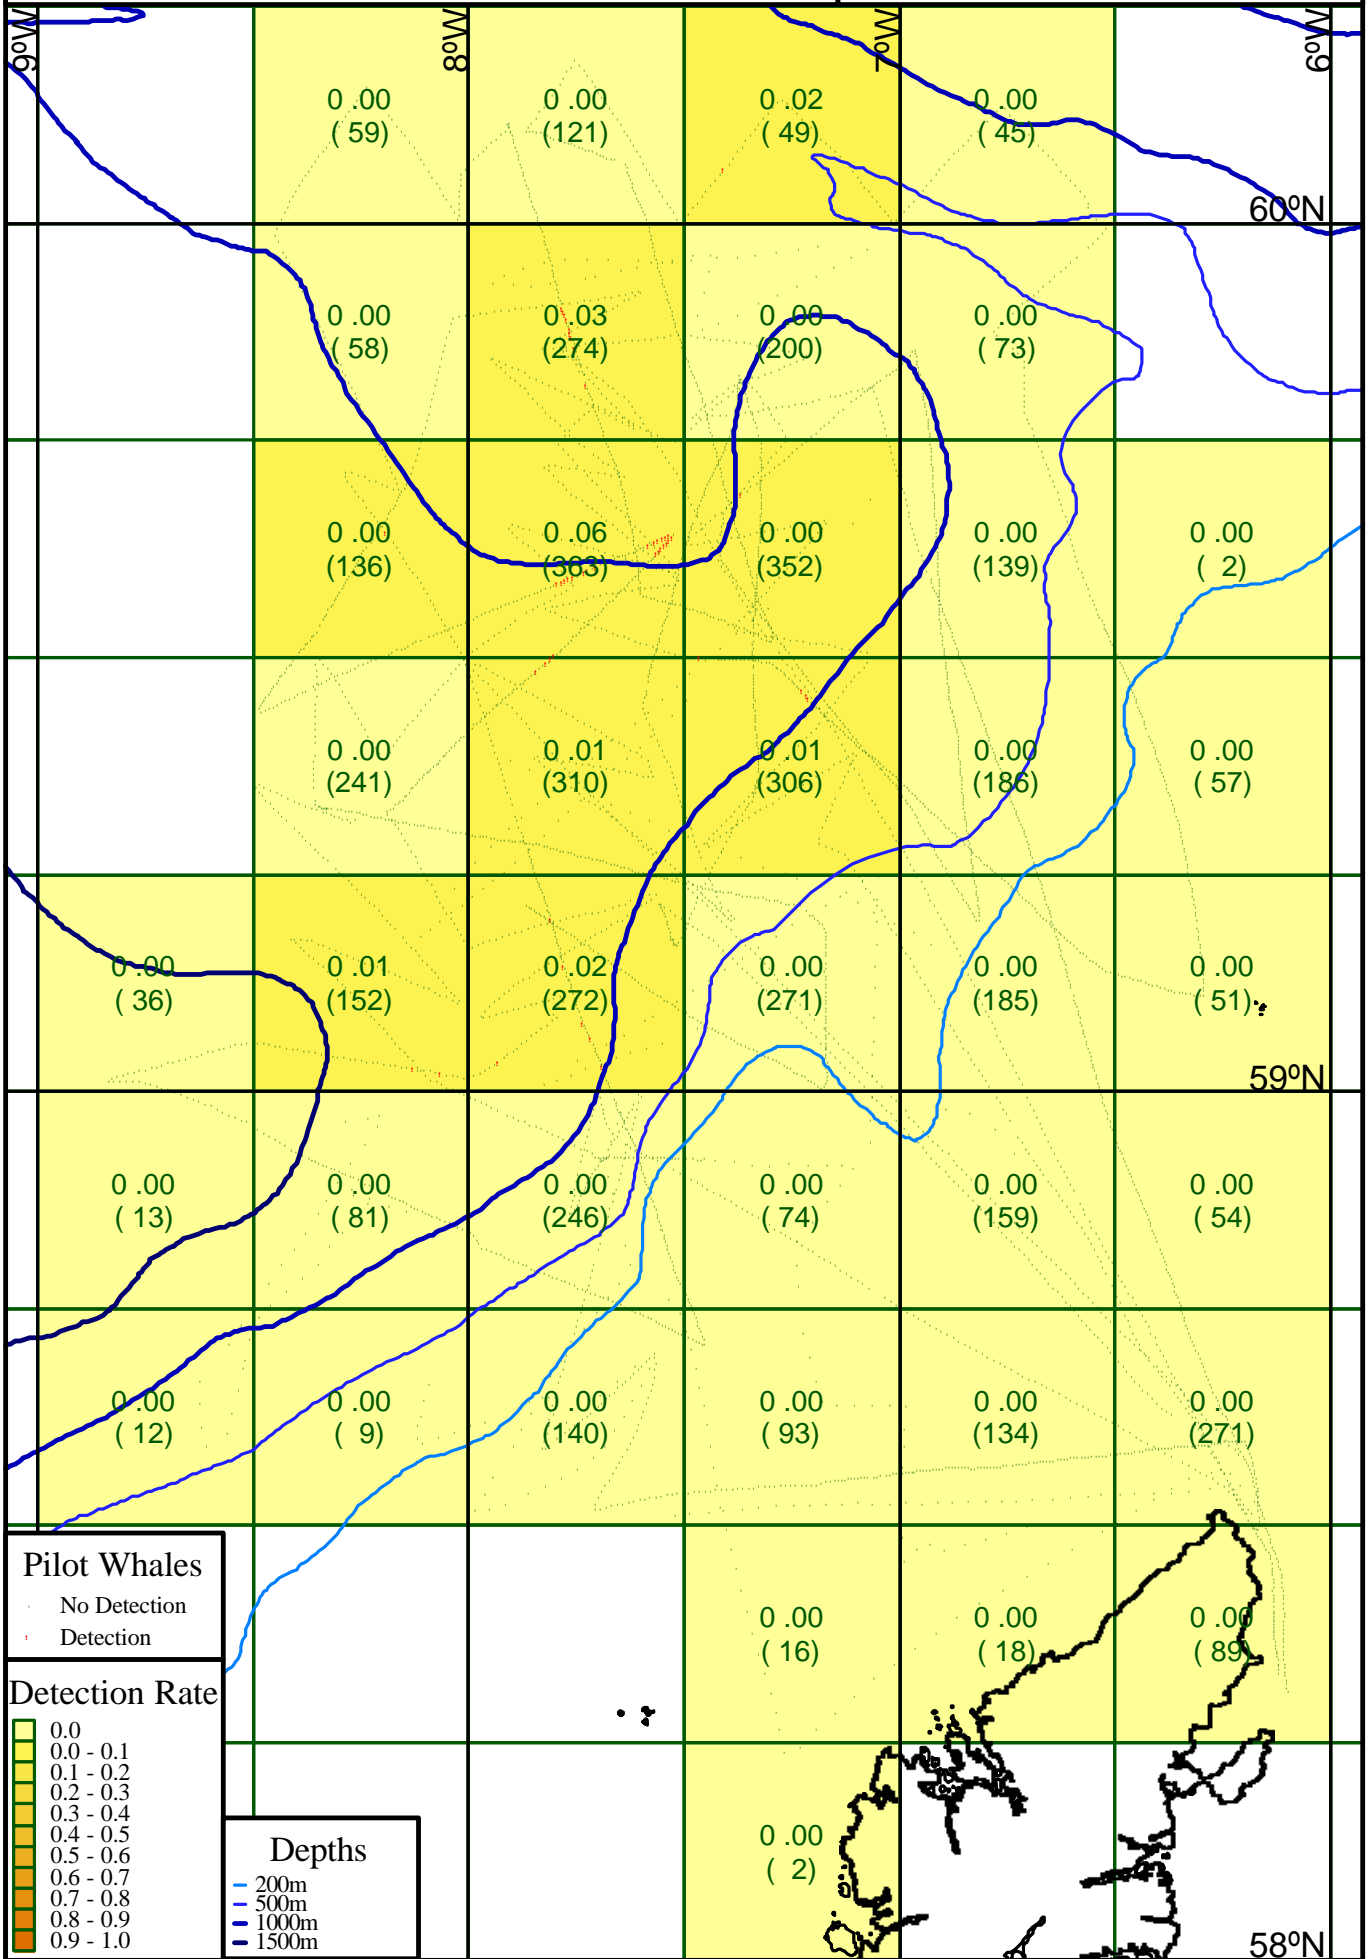 9ºW 8ºW 7ºW 6ºW
0 .00 0 .00 0 .02 0 .00
( 59) (121) ( 49) ( 45)
60ºN
0 .00 0 .03 0 .00 0 .00
( 58) (274) (200) ( 73)
0 .00 0 .06 0 .00 0 .00 0 .00
(136) (363) (352) (139) (  2)
0 .00 0 .01 0 .01 0 .00 0 .00
(241) (310) (306) (186) ( 57)
0 .00 0 .01 0 .02 0 .00 0 .00 0 .00
( 36) (152) (272) (271) (185) ( 51)
59ºN
0 .00 0 .00 0 .00 0 .00 0 .00 0 .00
( 13) ( 81) (246) ( 74) (159) ( 54)
0 .00 0 .00 0 .00 0 .00 0 .00 0 .00
( 12) (  9) (140) ( 93) (134) (271)
0 .00 0 .00 0 .00
( 16) ( 18) ( 89)
0 .00
(  2)
58ºN
Pilot Whales
No Detection
Detection
Detection Rate
0.0
0.0 - 0.1
0.1 - 0.2
0.2 - 0.3
0.3 - 0.4
0.4 - 0.5
0.5 - 0.6
0.6 - 0.7
0.7 - 0.8
0.8 - 0.9
0.9 - 1.0
Depths
200m
500m
1000m
1500m